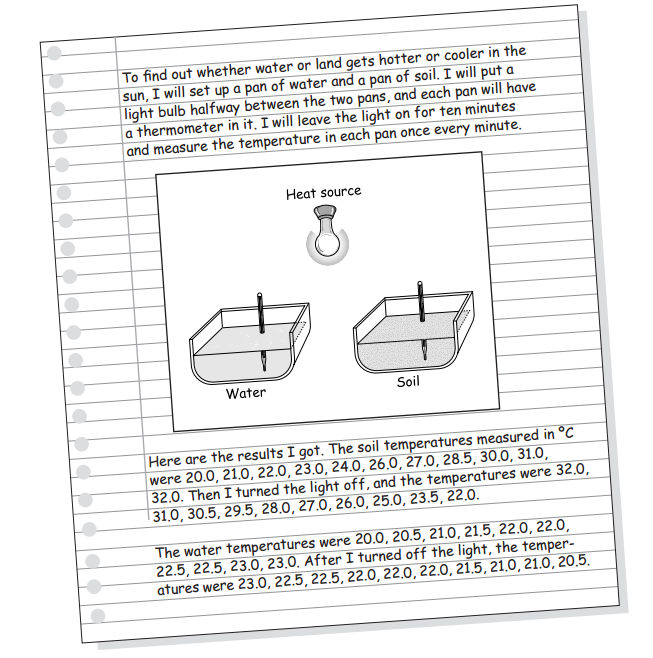 To find out whether water or land gets hotter or cooler in the
sun, I will set up a pan of water and a pan of soil. I will put a
light bulb halfway between the two pans, and each pan will have
a thermometer in it. I will leave the light on for ten minutes
and measure the temperature in each pan once every minute.
Heat source
Water
Soil
Here are the results I got. The soil temperatures measured in °C
were 20.0, 21.0, 22.0, 23.0, 24.0, 26.0, 27.0, 28.5, 30.0, 31.0,
32.0. Then I turned the light off, and the temperatures were 32.0,
31.0, 30.5, 29.5, 28.0, 27.0, 26.0, 25.0, 23.5, 22.0.
The water temperatures were 20.0, 20.5, 21.0, 21.5, 22.0, 22.0,
22.5, 22.5, 23.0, 23.0. After I turned off the light, the temper-
atures were 23.0, 22.5, 22.5, 22.0, 22.0, 22.0, 21.5, 21.0, 21.0, 20.5.